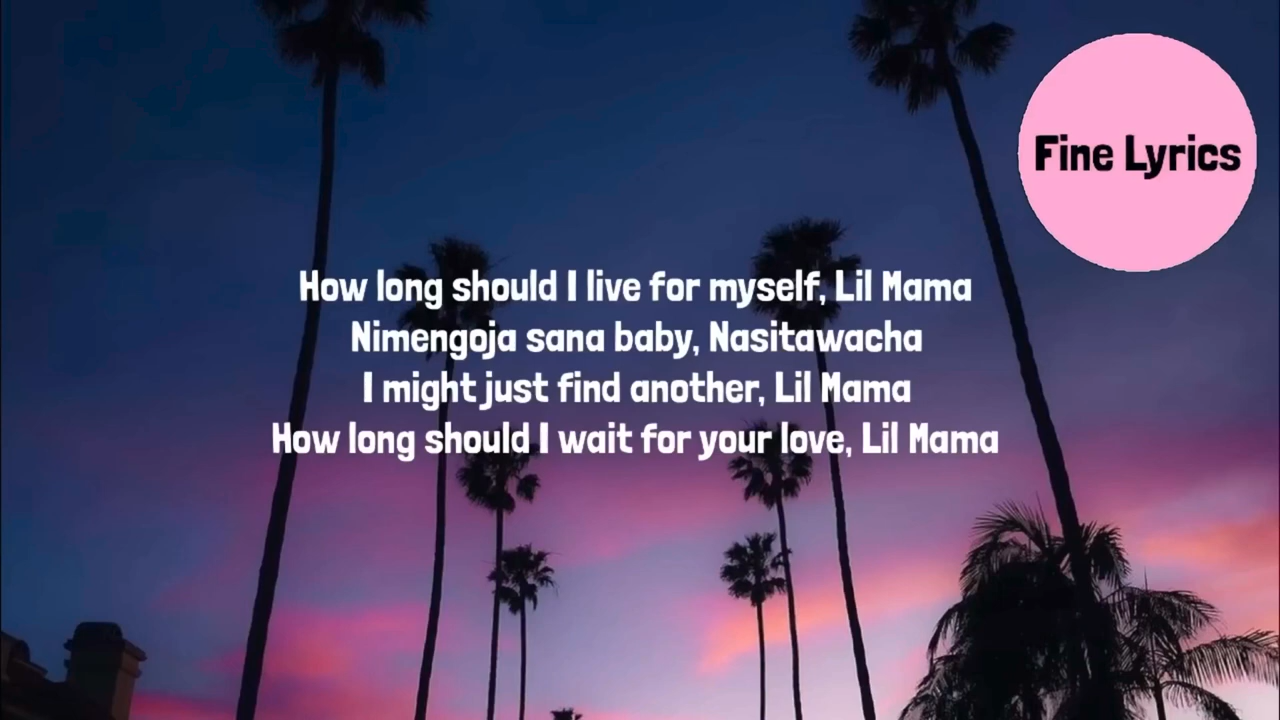 Fine Lyrics
How long should I live for myself, Lil Mama
Nimengoja sana baby, Nasitawacha
I might just find another, Lil Mama
How long should I wait for your love, Lil Mama